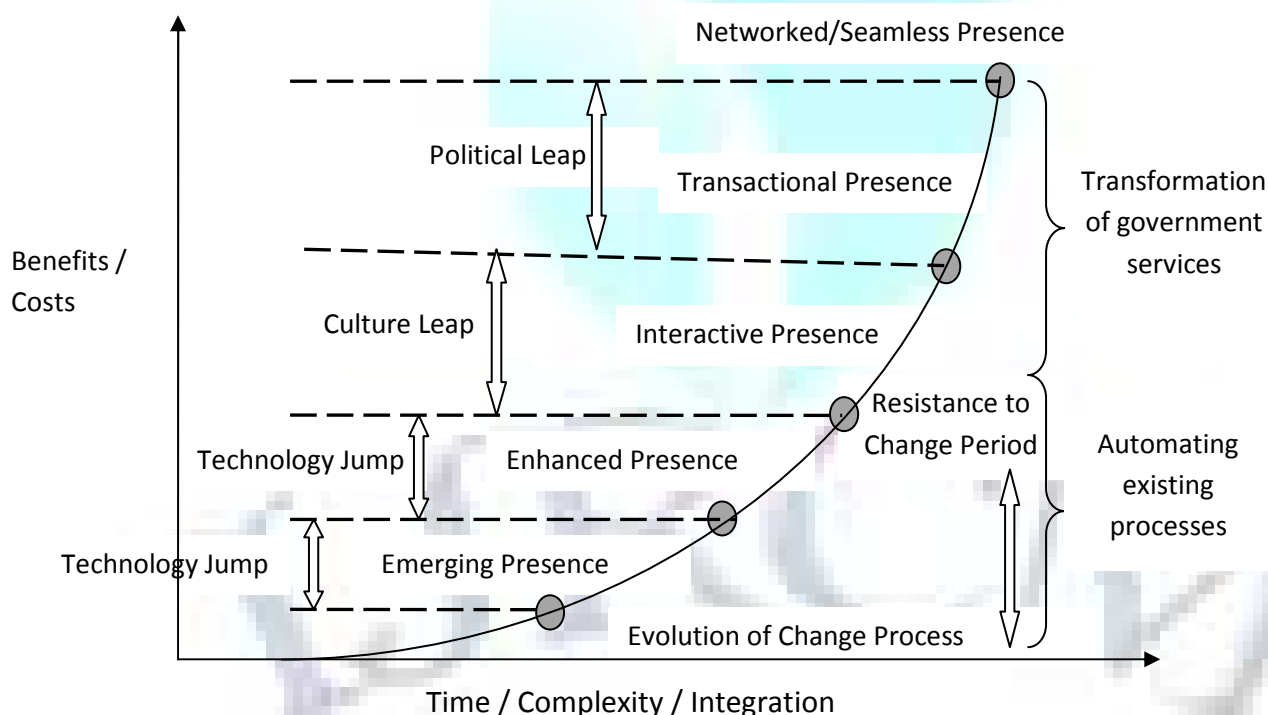 Networked/Seamless Presence
Political Leap
Transactional Presence
Transformation
of government
services
Benefits /
Costs
Culture Leap
Interactive Presence
Resistance to
Change Period
Technology Jump
Enhanced Presence
Automating
existing
processes
Technology Jump
Emerging Presence
Evolution of Change Process
Time / Complexity / Integration